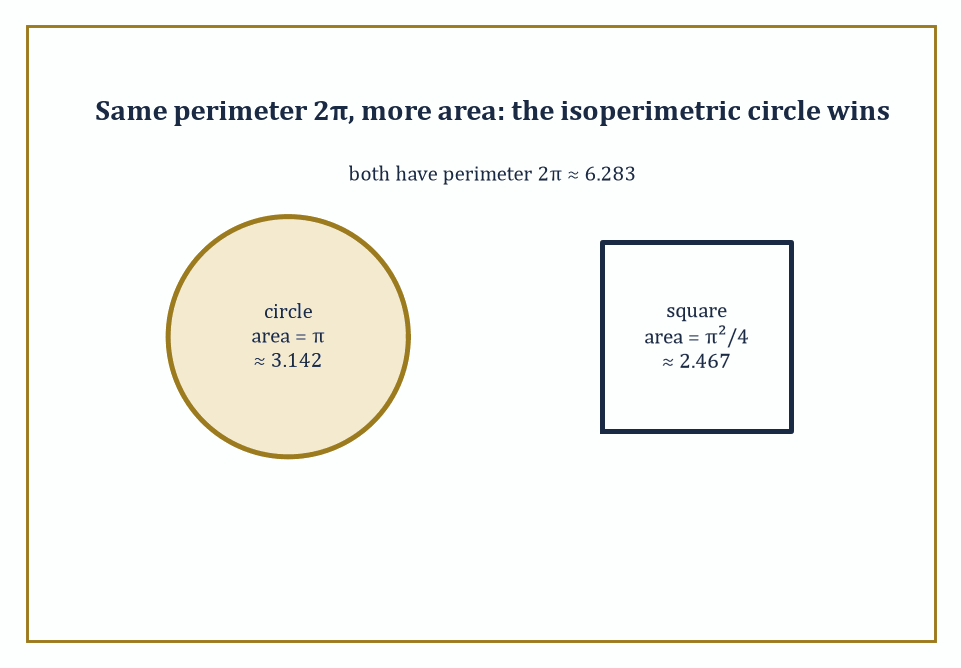 Same perimeter 2π, more area: the isoperimetric circle wins
both have perimeter 2π ≈ 6.283
circle
area = π
≈ 3.142
square
area = π²/4
≈ 2.467